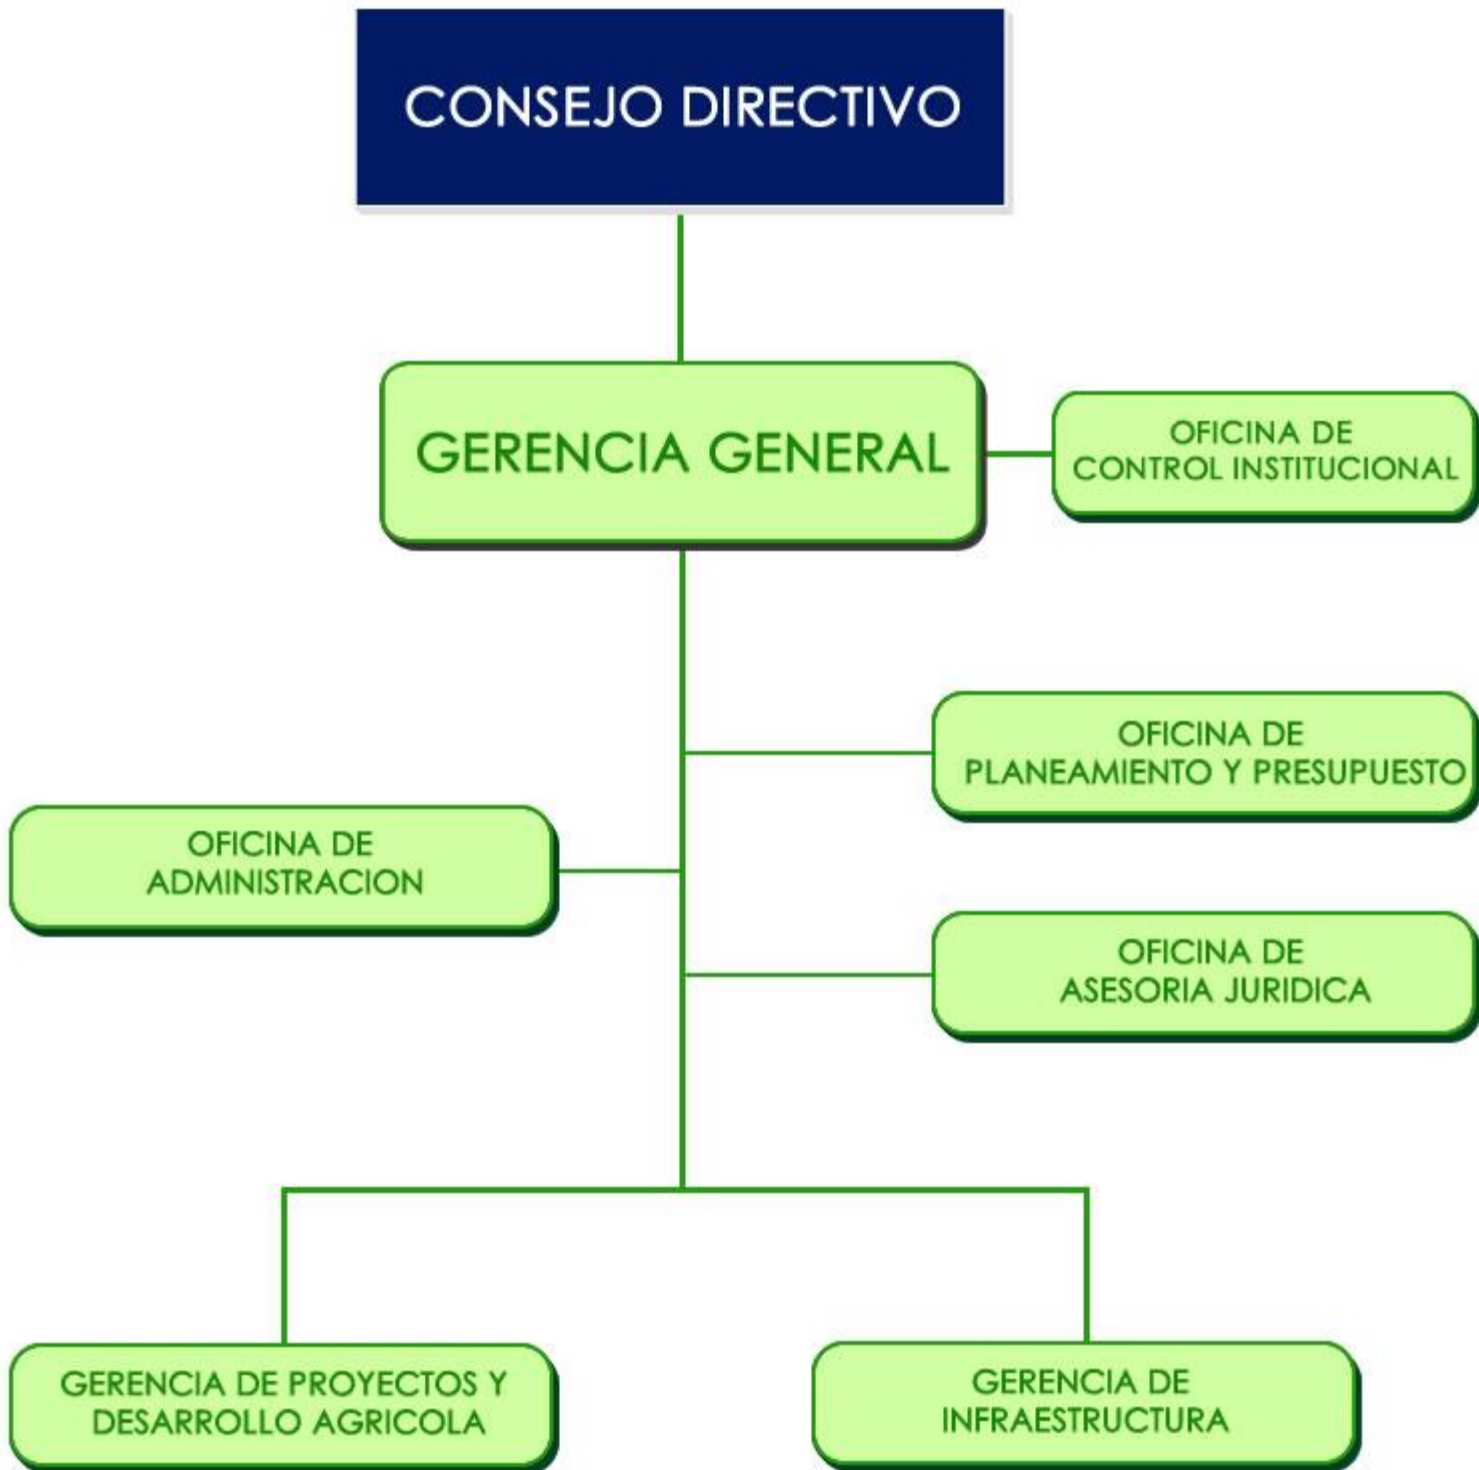 CONSEJO DIRECTIVO
GERENCIA GENERAL
OFICINA DE
CONTROL INSTITUCIONAL
OFICINA DE
PLANEAMIENTO Y PRESUPUESTO
OFICINA DE
ADMINISTRACION
OFICINA DE
ASESORIA JURIDICA
GERENCIA DE PROYECTOS Y
DESARROLLO AGRICOLA
GERENCIA DE
INFRAESTRUCTURA